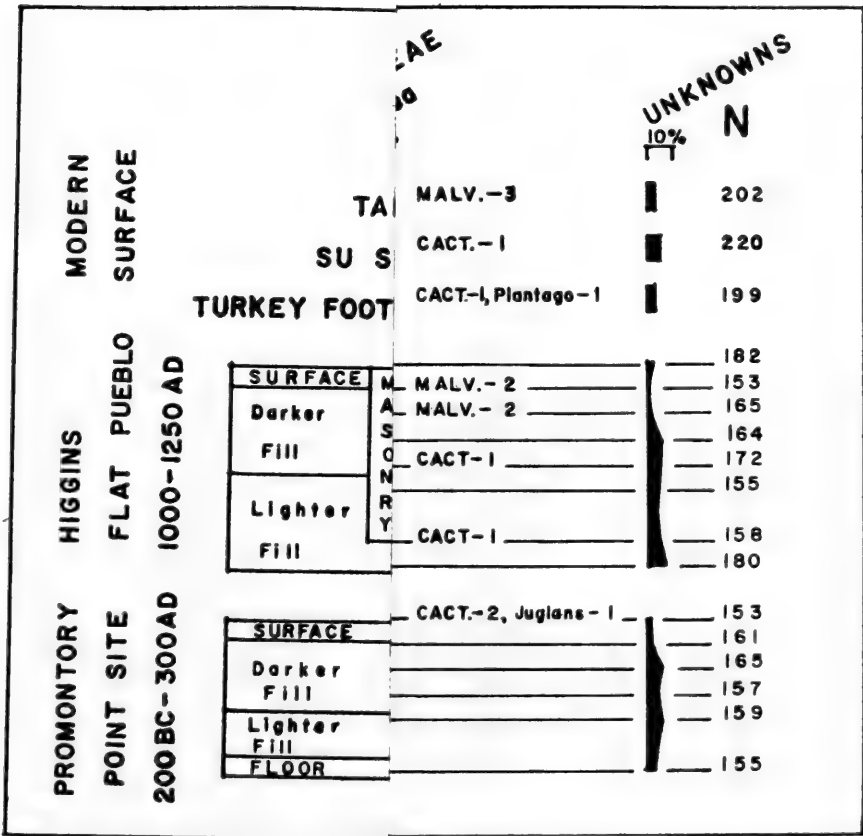 UNKNOWNS
10%
N
MODERN SURFACE
MALV.-3 202
SU S CACT.-1 220
TURKEY FOOT CACT.-1, Plantago-1 199
HIGGINS FLAT PUEBLO 1000-1250 AD
SURFACE
Darker Fill
Lighter Fill
MASONRY
182
MALV.-2 153
MALV.-2 165
164
CACT-1 172
155
CACT-1 158
180
PROMONTORY POINT SITE 200BC-300AD
SURFACE
Darker Fill
Lighter Fill
FLOOR
CACT.-2, Juglans-1 153
161
165
157
159
155